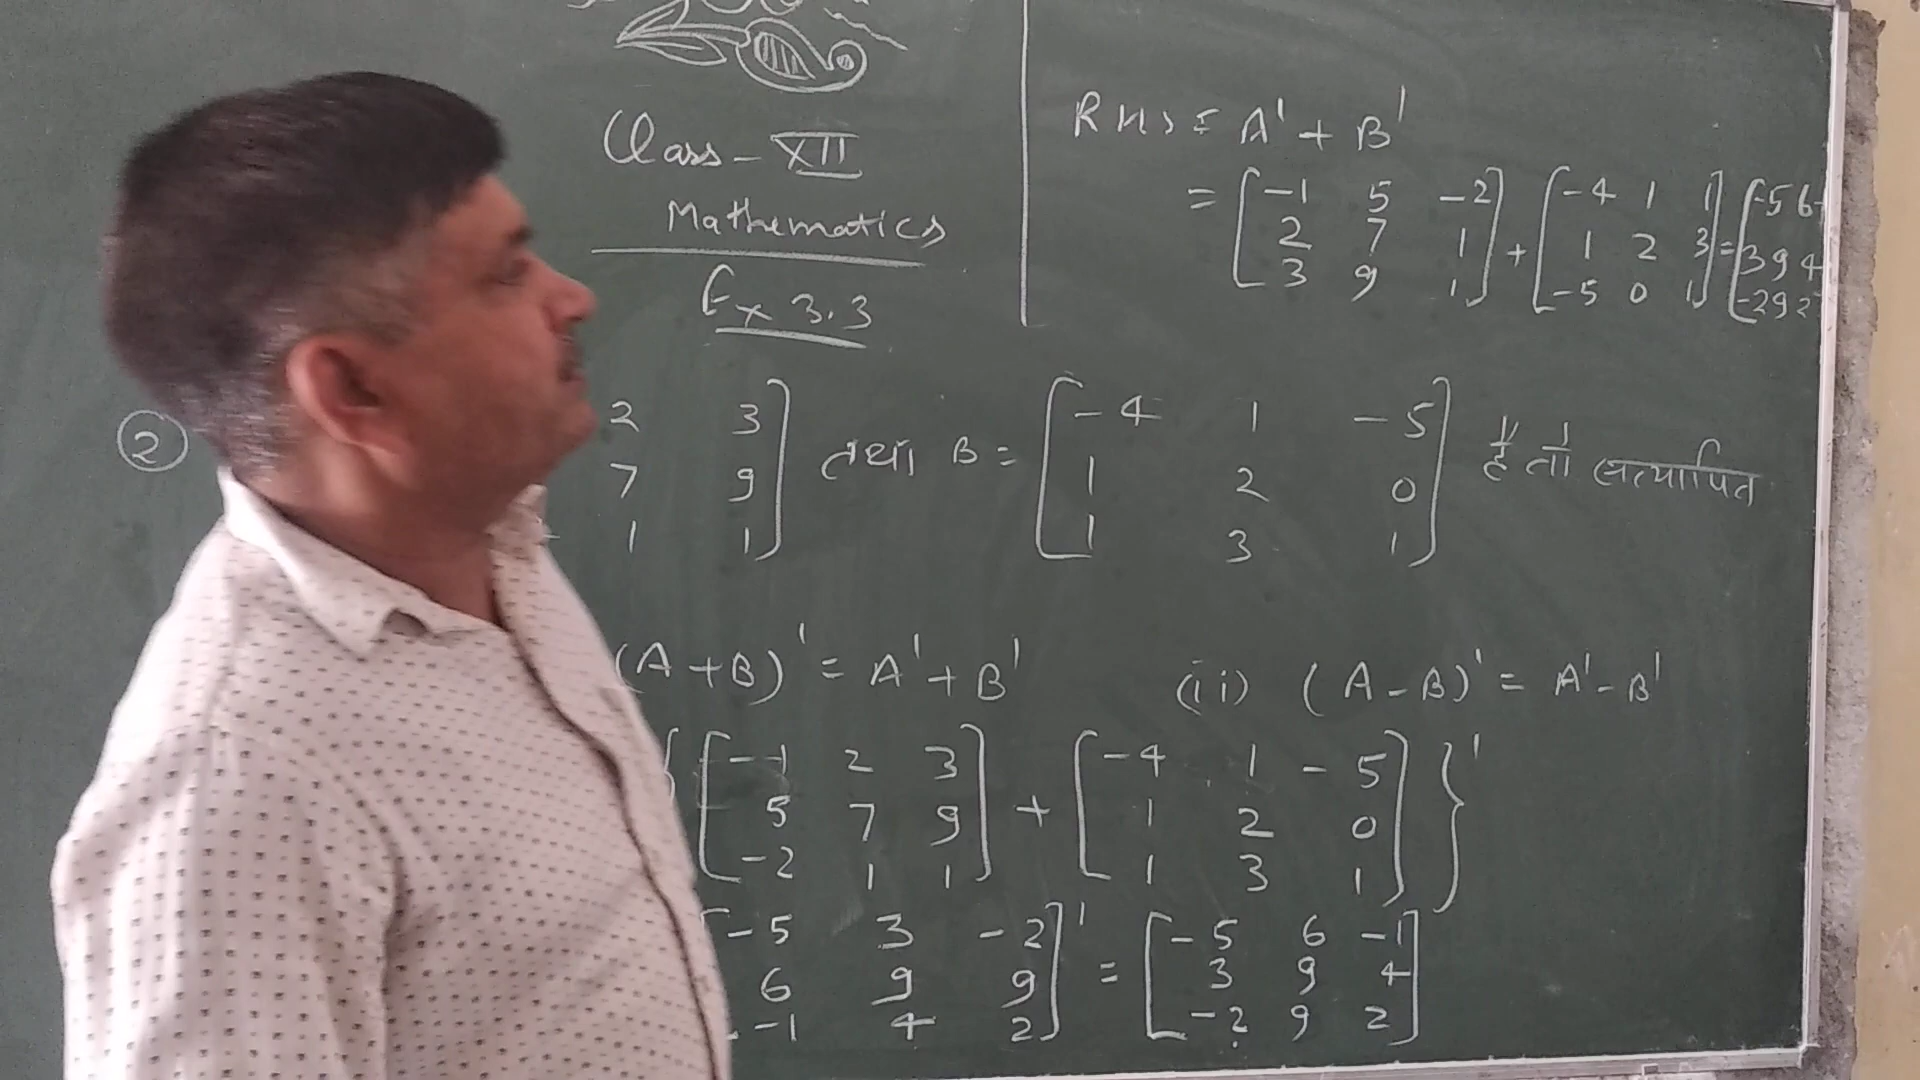 Class - XII
Mathematics
Ex 3.3
RHS = A' + B'
= [-1 5 -2] + [-4 1 1] = [-5 6 -
2 7 1 1 2 3 3 9 4
3 9 1 -5 0 1 -2 9 2
② 2 3] तथा B = [-4 1 -5] है तो सत्यापित
7 9 1 2 0
1 1 1 3 1
(A + B)' = A' + B' (ii) (A - B)' = A' - B'
{[-1 2 3] + [-4 1 -5]}'
5 7 9 1 2 0
-2 1 1 1 3 1
[-5 3 -2]' = [-5 6 -1]
6 9 9 3 9 4
-1 4 2 -2 9 2